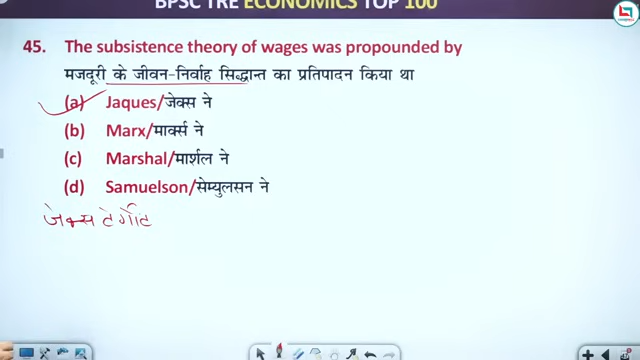 BPSC TRE ECONOMICS TOP 100
45. The subsistence theory of wages was propounded by
मजदूरी के जीवन-निर्वाह सिद्धान्त का प्रतिपादन किया था
(a) Jaques/जेक्स ने
(b) Marx/मार्क्स ने
(c) Marshal/मार्शल ने
(d) Samuelson/सेम्युलसन ने
जेक्स टर्गोट